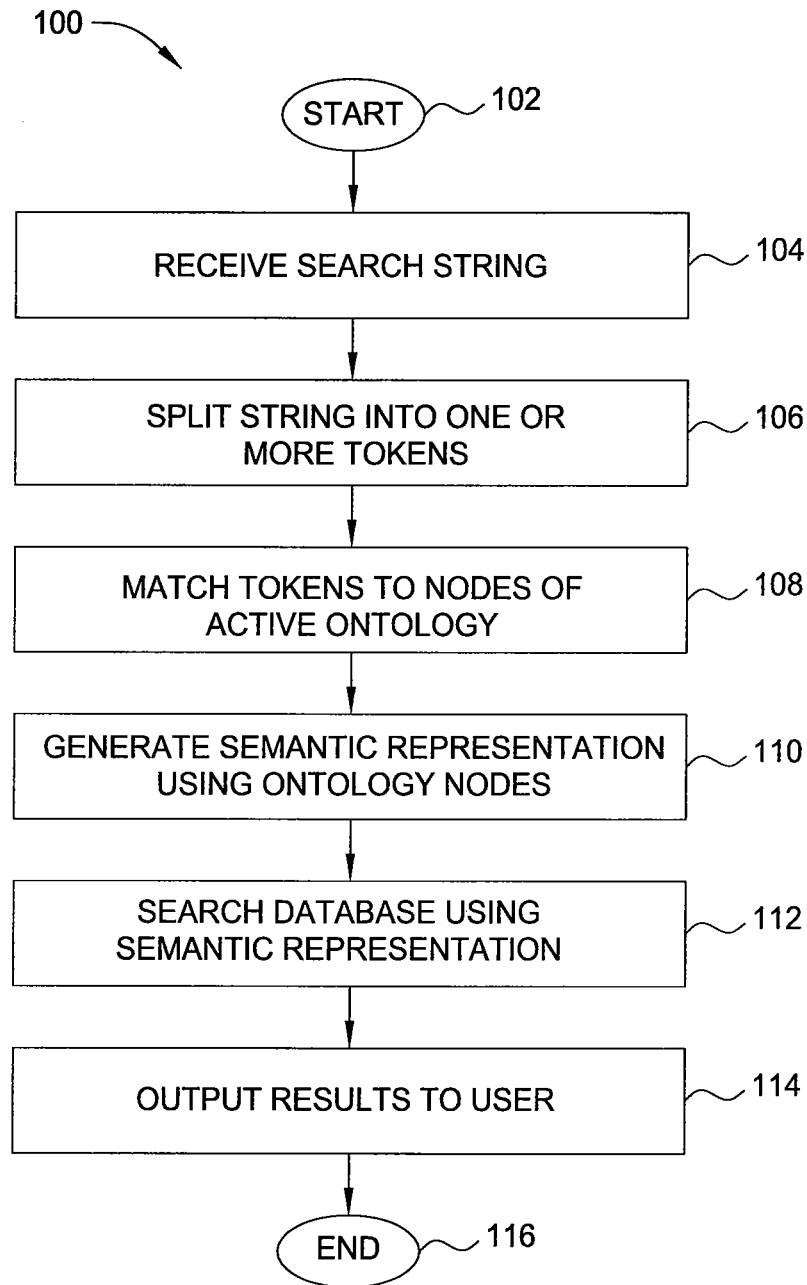 100
START
102
RECEIVE SEARCH STRING
104
SPLIT STRING INTO ONE OR
MORE TOKENS
106
MATCH TOKENS TO NODES OF
ACTIVE ONTOLOGY
108
GENERATE SEMANTIC REPRESENTATION
USING ONTOLOGY NODES
110
SEARCH DATABASE USING
SEMANTIC REPRESENTATION
112
OUTPUT RESULTS TO USER
114
END
116